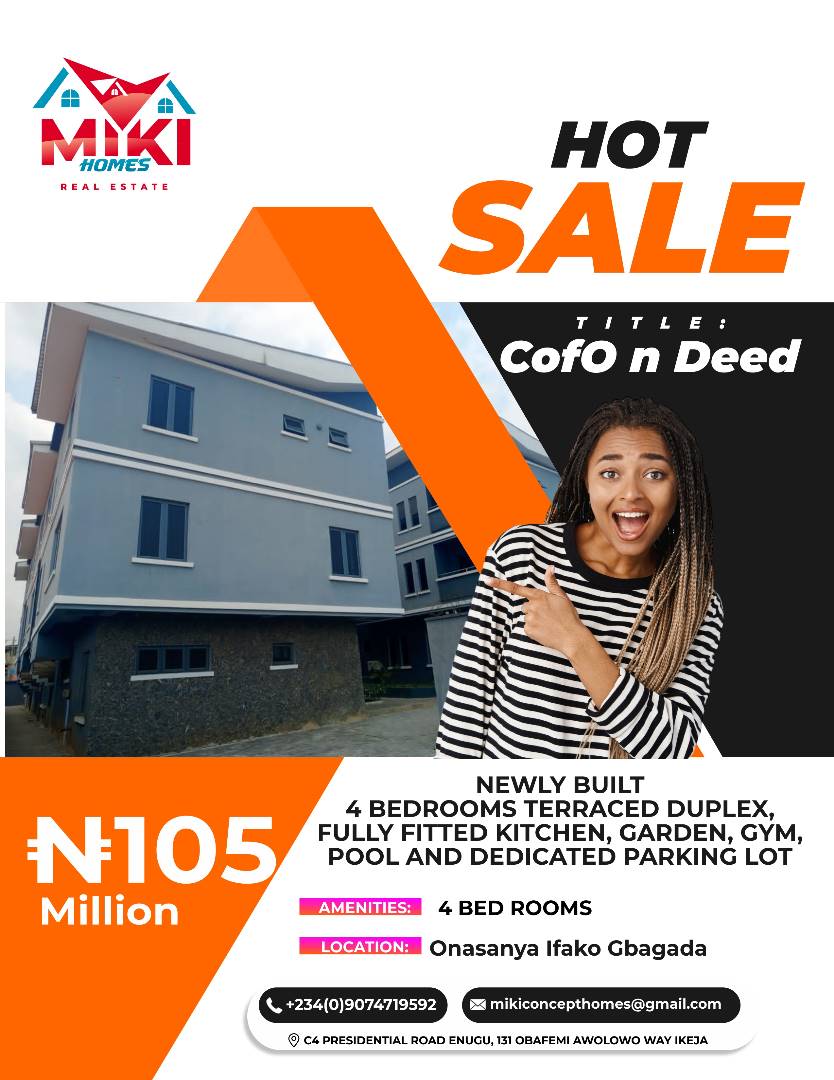 MIKI
HOMES
REAL ESTATE
HOT
SALE
TITLE:
CofO n Deed
NEWLY BUILT
4 BEDROOMS TERRACED DUPLEX,
FULLY FITTED KITCHEN, GARDEN, GYM,
POOL AND DEDICATED PARKING LOT
₦105
Million
AMENITIES: 4 BED ROOMS
LOCATION: Onasanya Ifako Gbagada
+234(0)9074719592 mikiconcepthomes@gmail.com
C4 PRESIDENTIAL ROAD ENUGU, 131 OBAFEMI AWOLOWO WAY IKEJA